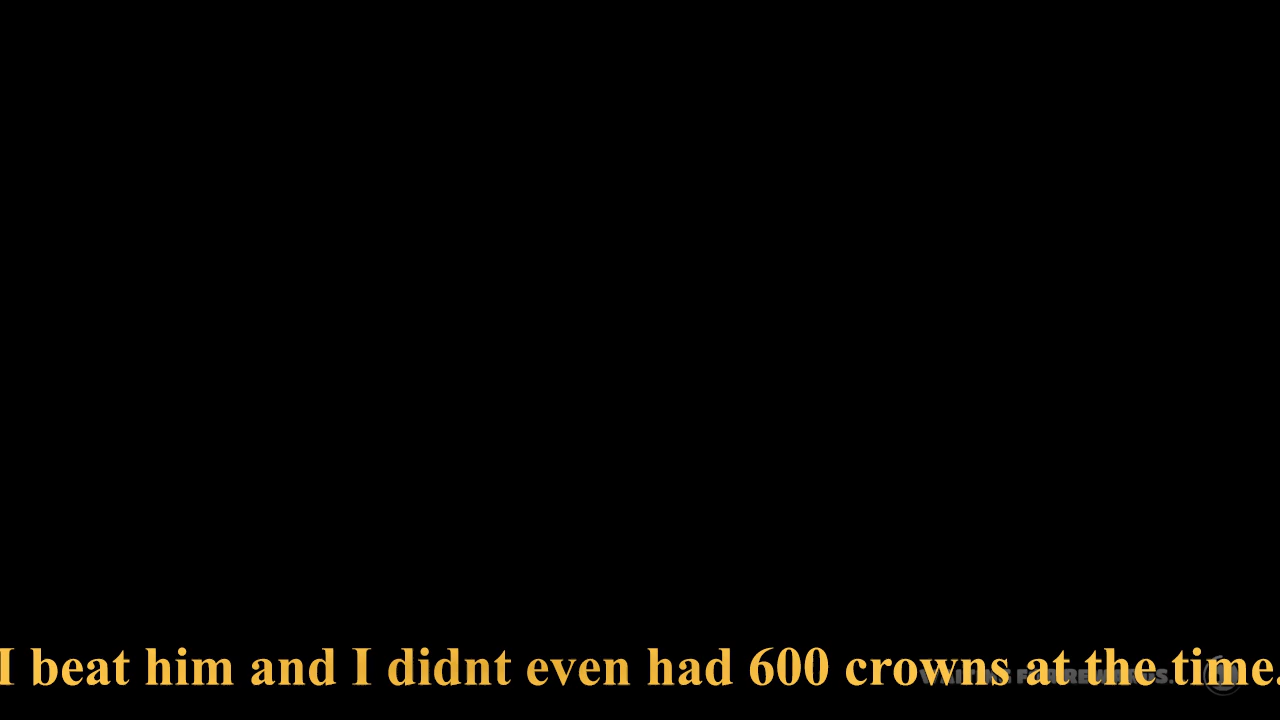 I beat him and I didnt even had 600 crowns at the time.